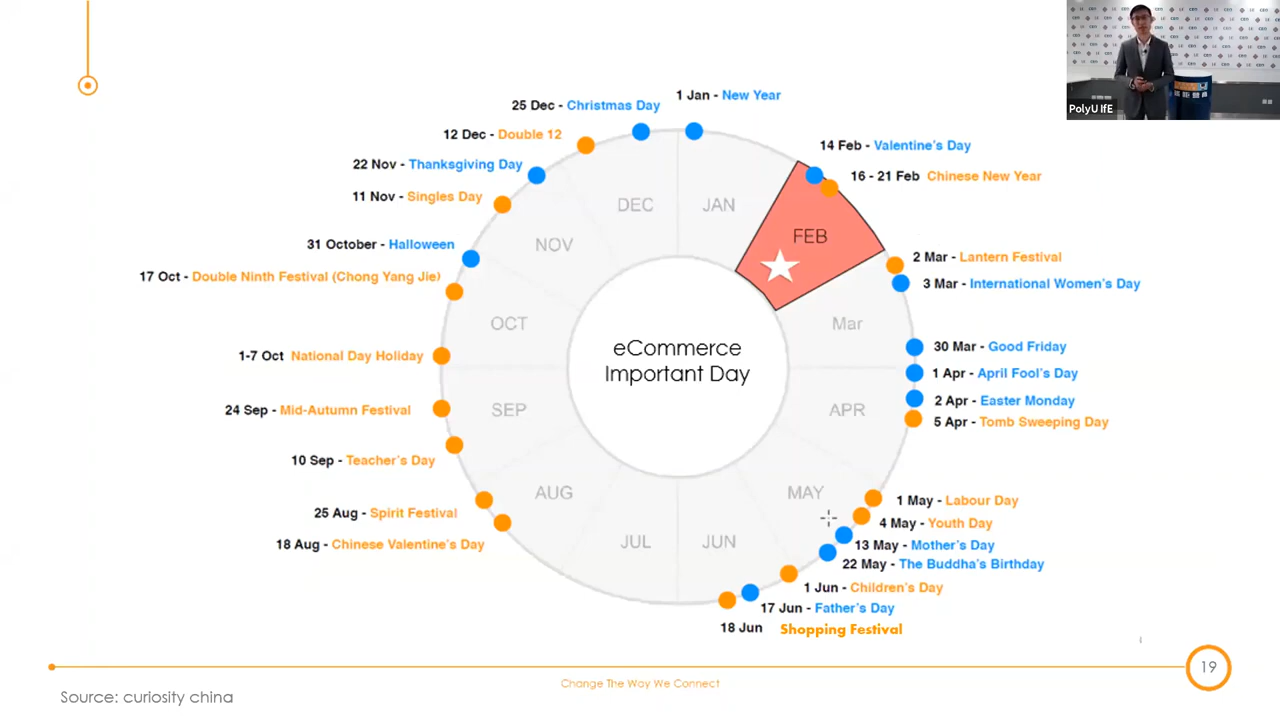 1 Jan - New Year
25 Dec - Christmas Day
12 Dec - Double 12
22 Nov - Thanksgiving Day
11 Nov - Singles Day
31 October - Halloween
17 Oct - Double Ninth Festival (Chong Yang Jie)
1-7 Oct National Day Holiday
24 Sep - Mid-Autumn Festival
10 Sep - Teacher's Day
25 Aug - Spirit Festival
18 Aug - Chinese Valentine's Day
14 Feb - Valentine's Day
16 - 21 Feb Chinese New Year
2 Mar - Lantern Festival
3 Mar - International Women's Day
30 Mar - Good Friday
1 Apr - April Fool's Day
2 Apr - Easter Monday
5 Apr - Tomb Sweeping Day
1 May - Labour Day
4 May - Youth Day
13 May - Mother's Day
22 May - The Buddha's Birthday
1 Jun - Children's Day
17 Jun - Father's Day
18 Jun Shopping Festival
JAN
FEB
Mar
APR
MAY
JUN
JUL
AUG
SEP
OCT
NOV
DEC
eCommerce
Important Day
PolyU IfE
19
Change The Way We Connect
Source: curiosity china